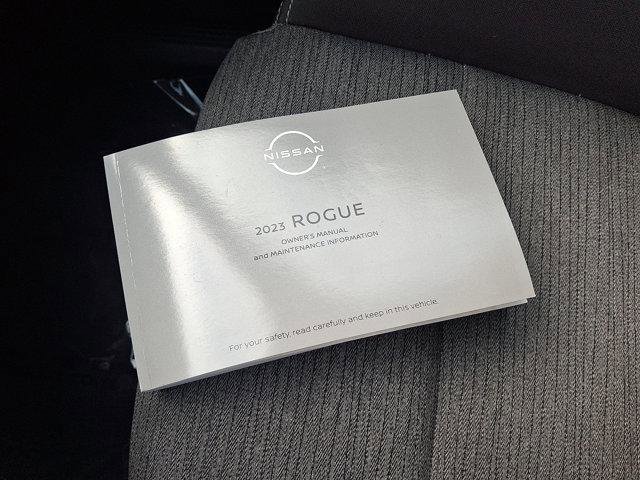 NISSAN
2023 ROGUE
OWNER'S MANUAL
and MAINTENANCE INFORMATION
For your safety, read carefully and keep in this vehicle.